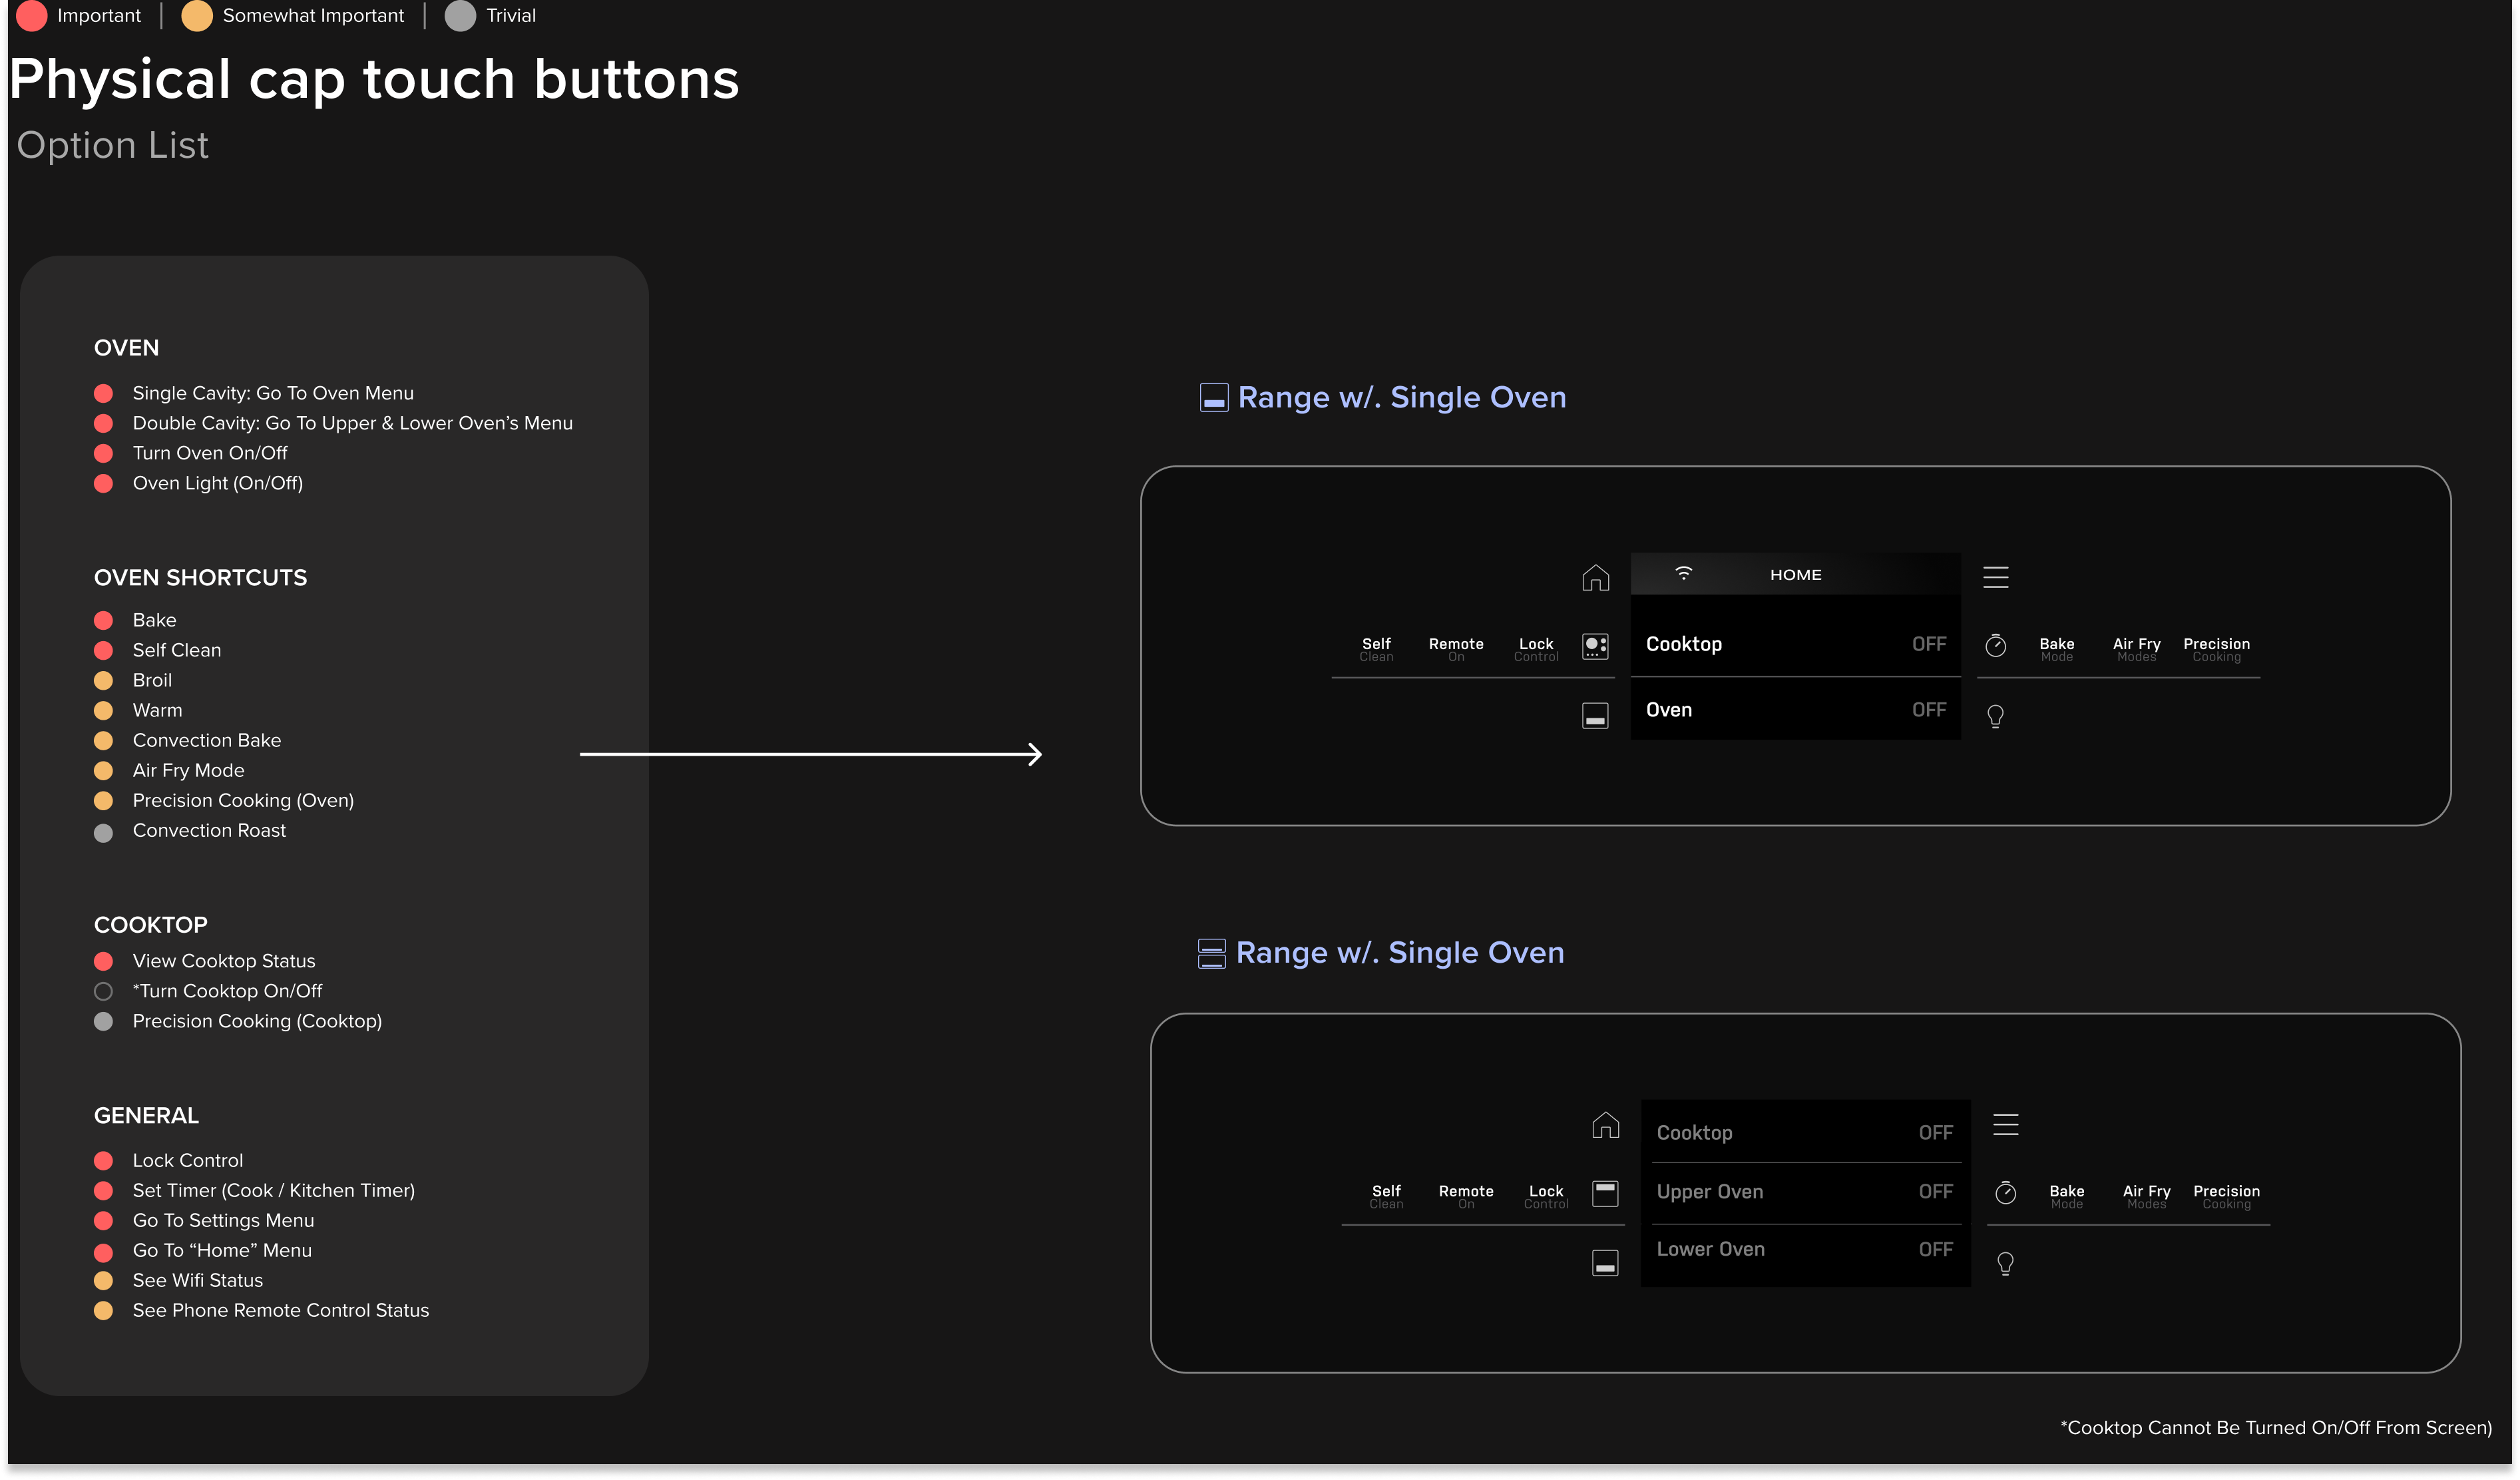 Important | Somewhat Important | Trivial
Physical cap touch buttons
Option List
OVEN
Single Cavity: Go To Oven Menu
Double Cavity: Go To Upper & Lower Oven’s Menu
Turn Oven On/Off
Oven Light (On/Off)
OVEN SHORTCUTS
Bake
Self Clean
Broil
Warm
Convection Bake
Air Fry Mode
Precision Cooking (Oven)
Convection Roast
COOKTOP
View Cooktop Status
*Turn Cooktop On/Off
Precision Cooking (Cooktop)
GENERAL
Lock Control
Set Timer (Cook / Kitchen Timer)
Go To Settings Menu
Go To “Home” Menu
See Wifi Status
See Phone Remote Control Status
Range w/. Single Oven
HOME
Self Remote Lock Cooktop OFF Bake Air Fry Precision
Clean On Control Mode Modes Cooking
Oven OFF
Range w/. Single Oven
Cooktop OFF
Self Remote Lock Upper Oven OFF Bake Air Fry Precision
Clean On Control Mode Modes Cooking
Lower Oven OFF
*Cooktop Cannot Be Turned On/Off From Screen)